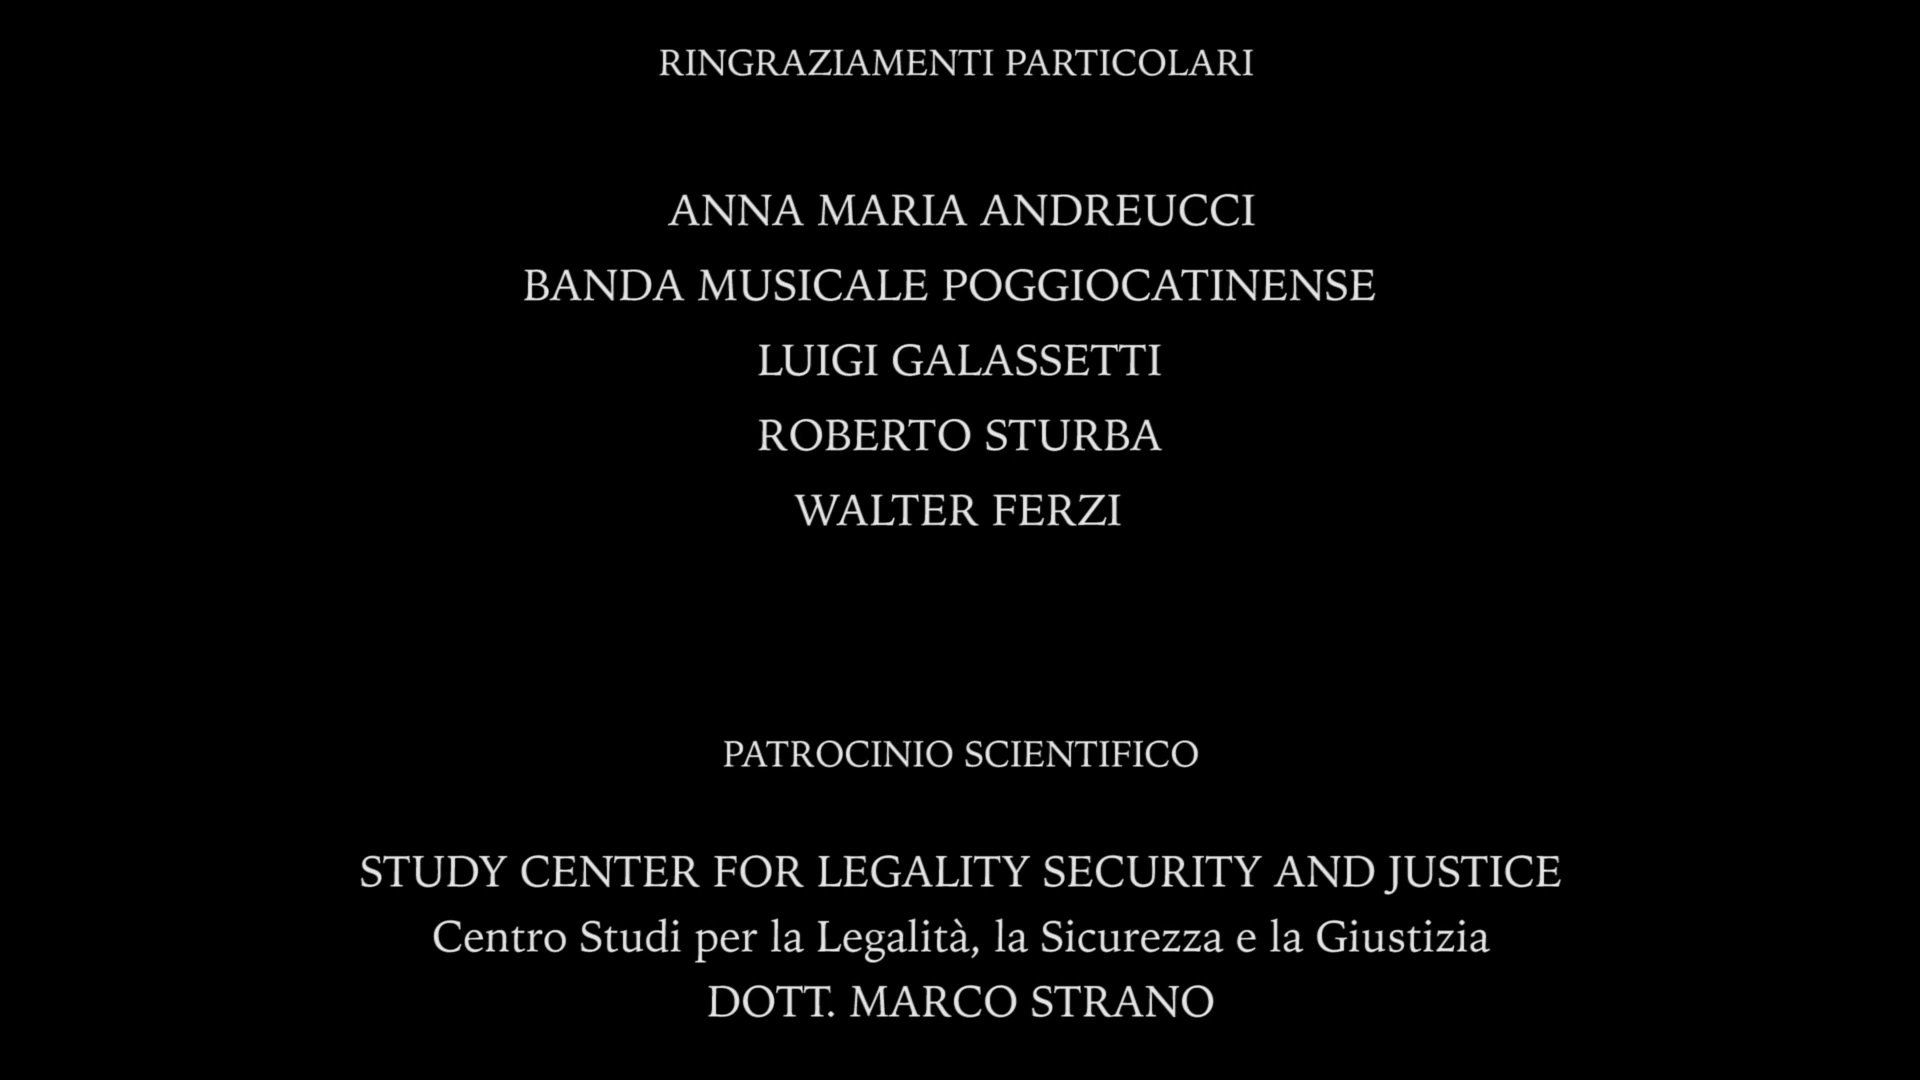 RINGRAZIAMENTI PARTICOLARI
ANNA MARIA ANDREUCCI
BANDA MUSICALE POGGIOCATINENSE
LUIGI GALASSETTI
ROBERTO STURBA
WALTER FERZI
PATROCINIO SCIENTIFICO
STUDY CENTER FOR LEGALITY SECURITY AND JUSTICE
Centro Studi per la Legalità, la Sicurezza e la Giustizia
DOTT. MARCO STRANO